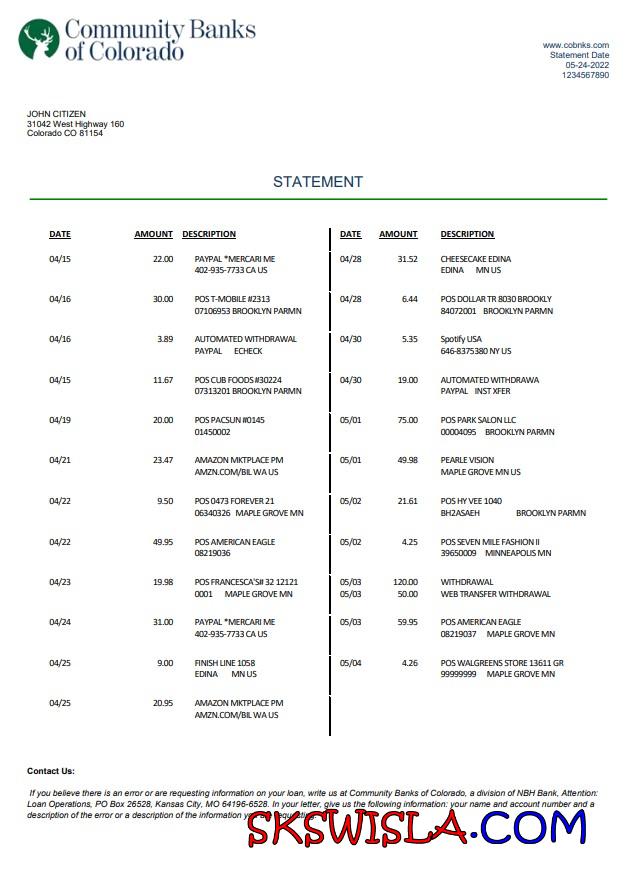 Community Banks
of Colorado
www.cobnks.com
Statement Date
05-24-2022
1234567890
JOHN CITIZEN
31042 West Highway 160
Colorado CO 81154
STATEMENT
DATE AMOUNT DESCRIPTION
04/15 22.00 PAYPAL *MERCARI ME
402-935-7733 CA US
04/16 30.00 POS T-MOBILE #2313
07106953 BROOKLYN PARMN
04/16 3.89 AUTOMATED WITHDRAWAL
PAYPAL ECHECK
04/15 11.67 POS CUB FOODS #30224
07313201 BROOKLYN PARMN
04/19 20.00 POS PACSUN #0145
01450002
04/21 23.47 AMAZON MKTPLACE PM
AMZN.COM/BIL WA US
04/22 9.50 POS 0473 FOREVER 21
06340326 MAPLE GROVE MN
04/22 49.95 POS AMERICAN EAGLE
08219036
04/23 19.98 POS FRANCESCA'S# 32 12121
0001 MAPLE GROVE MN
04/24 31.00 PAYPAL *MERCARI ME
402-935-7733 CA US
04/25 9.00 FINISH LINE 1058
EDINA MN US
04/25 20.95 AMAZON MKTPLACE PM
AMZN.COM/BIL WA US
DATE AMOUNT DESCRIPTION
04/28 31.52 CHEESECAKE EDINA
EDINA MN US
04/28 6.44 POS DOLLAR TR 8030 BROOKLY
84072001 BROOKLYN PARMN
04/30 5.35 Spotify USA
646-8375380 NY US
04/30 19.00 AUTOMATED WITHDRAWA
PAYPAL INST XFER
05/01 75.00 POS PARK SALON LLC
00004095 BROOKLYN PARMN
05/01 49.98 PEARLE VISION
MAPLE GROVE MN US
05/02 21.61 POS HY VEE 1040
BH2ASAEH BROOKLYN PARMN
05/02 4.25 POS SEVEN MILE FASHION II
39650009 MINNEAPOLIS MN
05/03 120.00 WITHDRAWAL
05/03 50.00 WEB TRANSFER WITHDRAWAL
05/03 59.95 POS AMERICAN EAGLE
08219037 MAPLE GROVE MN
05/04 4.26 POS WALGREENS STORE 13611 GR
99999999 MAPLE GROVE MN
Contact Us:
If you believe there is an error or are requesting information on your loan, write us at Community Banks of Colorado, a division of NBH Bank, Attention:
Loan Operations, PO Box 26528, Kansas City, MO 64196-6528. In your letter, give us the following information: your name and account number and a
description of the error or a description of the information you are requesting.
SKSWISLA.COM